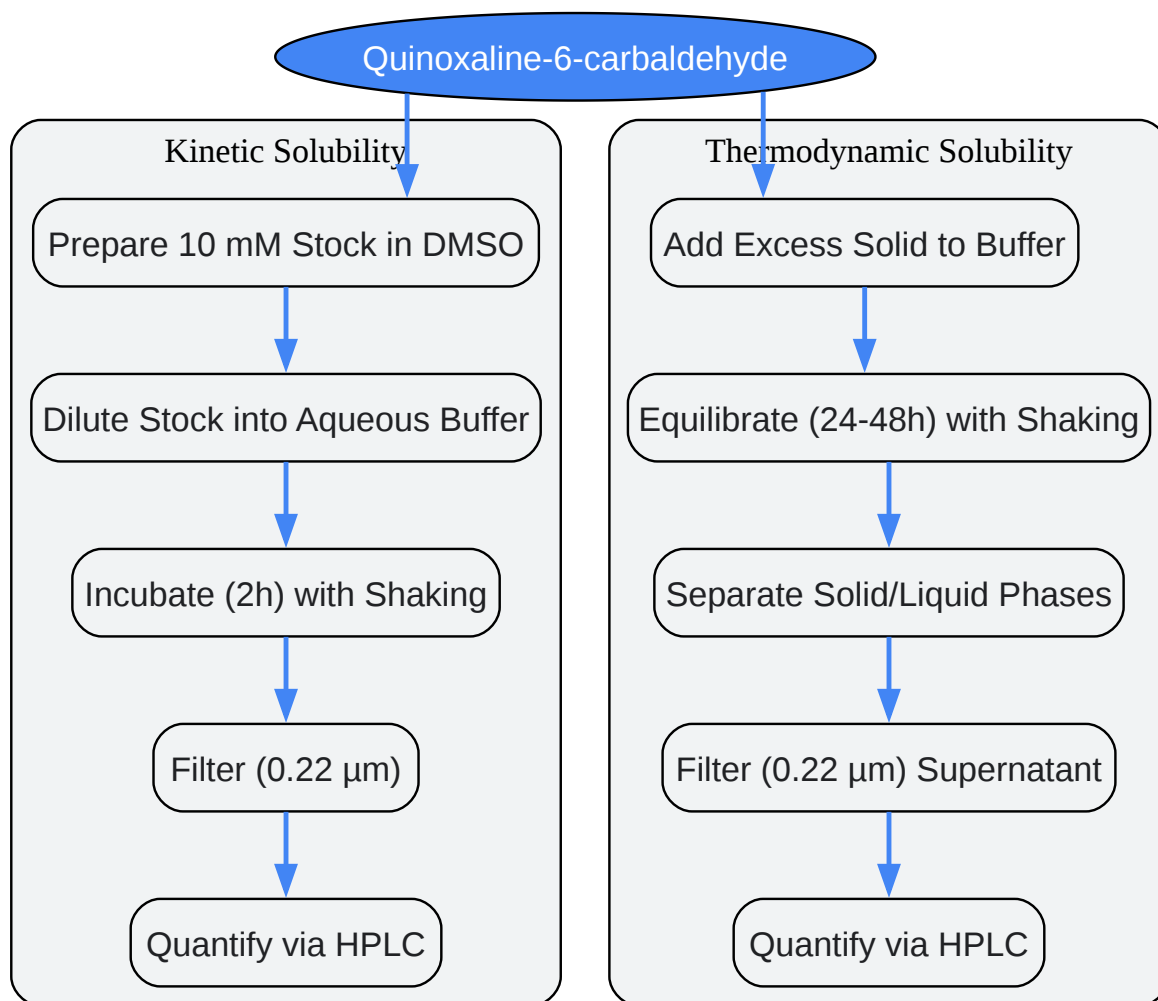 Quinoxaline-6-carbaldehyde
Kinetic Solubility
Prepare 10 mM Stock in DMSO
Dilute Stock into Aqueous Buffer
Incubate (2h) with Shaking
Filter (0.22 µm)
Quantify via HPLC
Thermodynamic Solubility
Add Excess Solid to Buffer
Equilibrate (24-48h) with Shaking
Separate Solid/Liquid Phases
Filter (0.22 µm) Supernatant
Quantify via HPLC